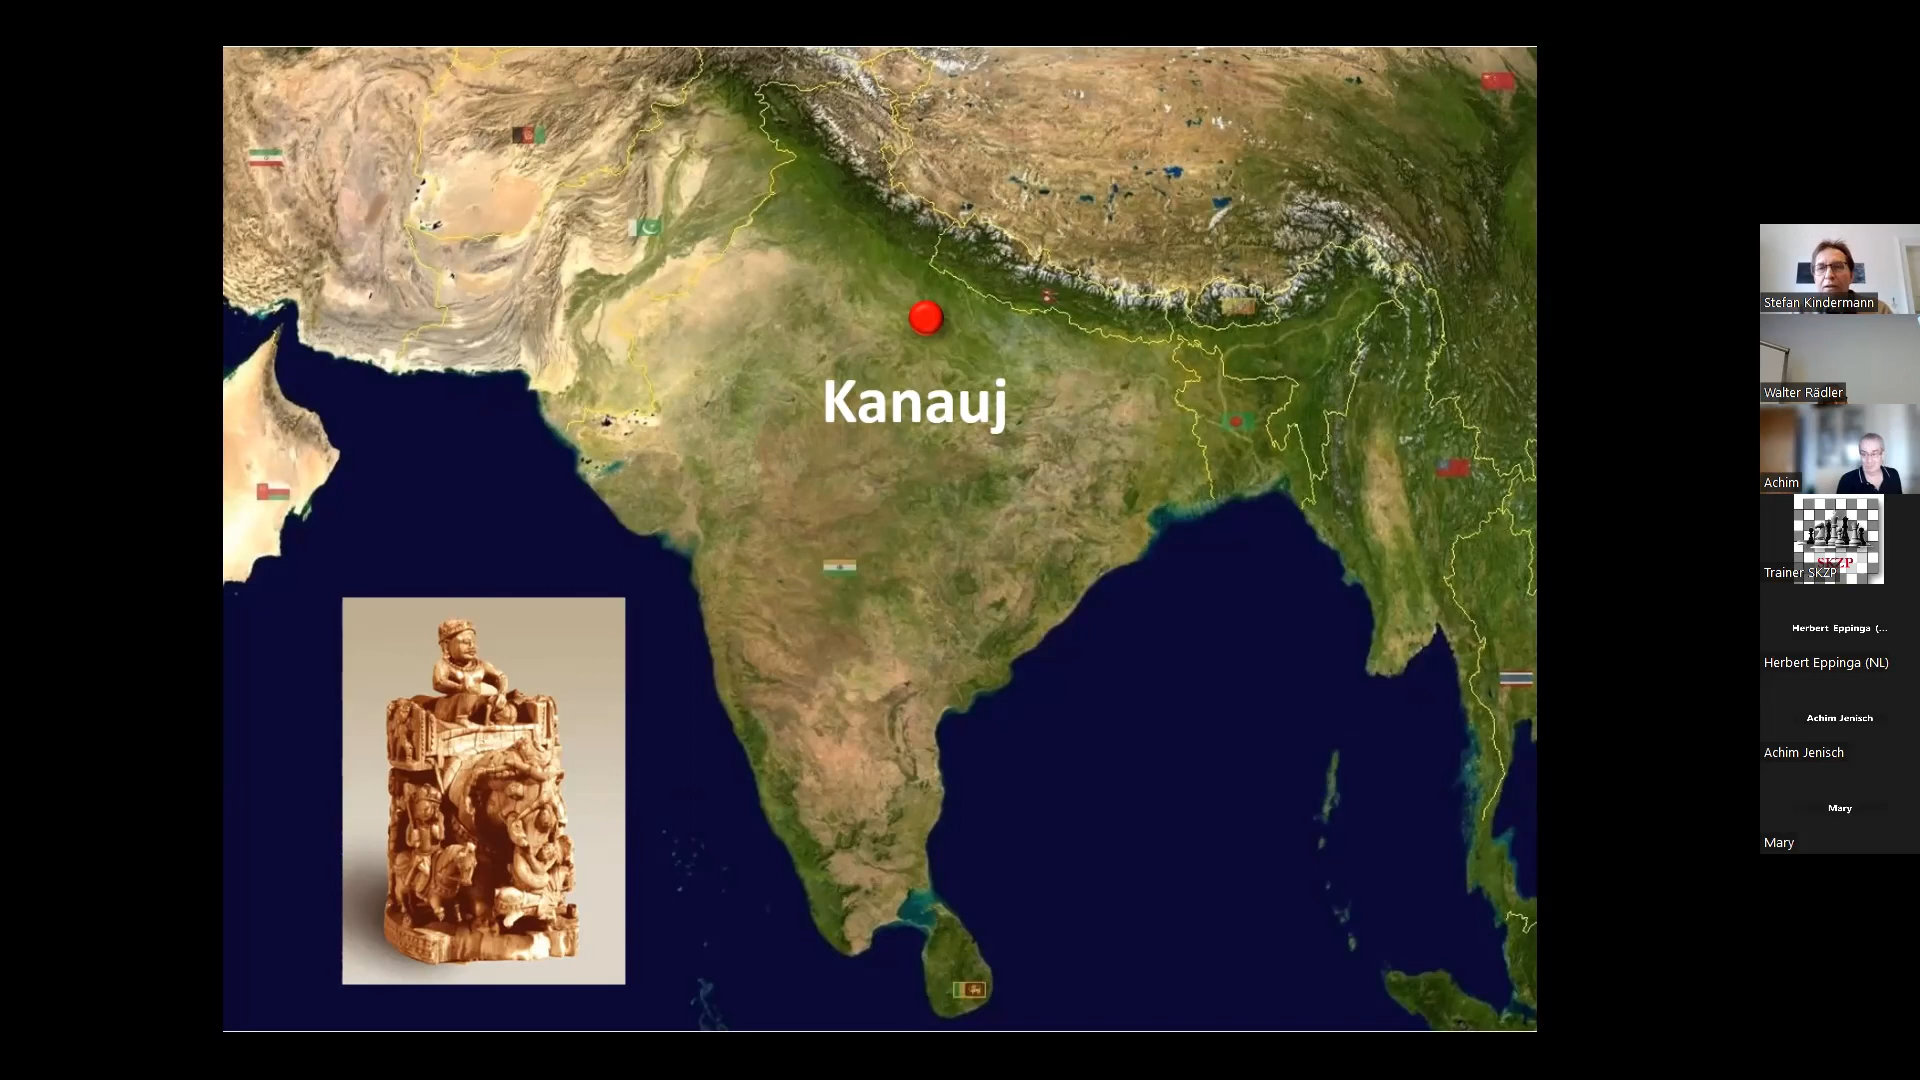 Kanauj
Stefan Kindermann
Walter Rädler
Achim
SKZP
Trainer SKZP
Herbert Eppinga (...
Herbert Eppinga (NL)
Achim Jenisch
Achim Jenisch
Mary
Mary